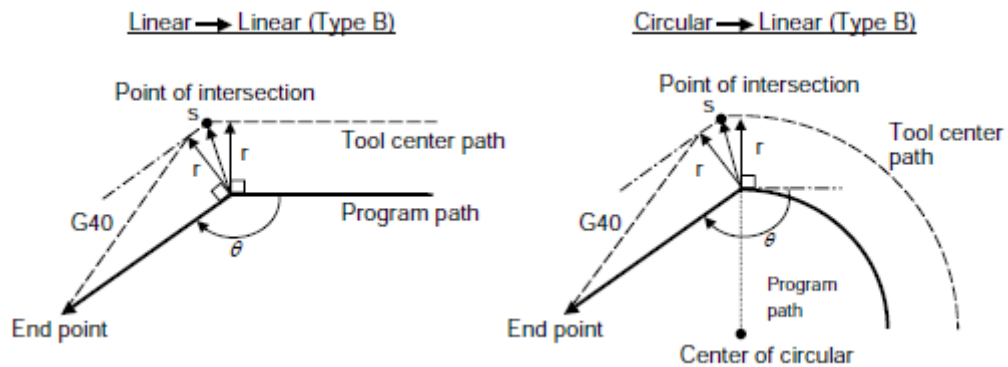 Linear → Linear (Type B)
Point of intersection
s
Tool center path
r
r
Program path
G40
θ
End point
Circular → Linear (Type B)
Point of intersection
s
Tool center
path
r
r
G40
θ
Program
path
End point
Center of circular